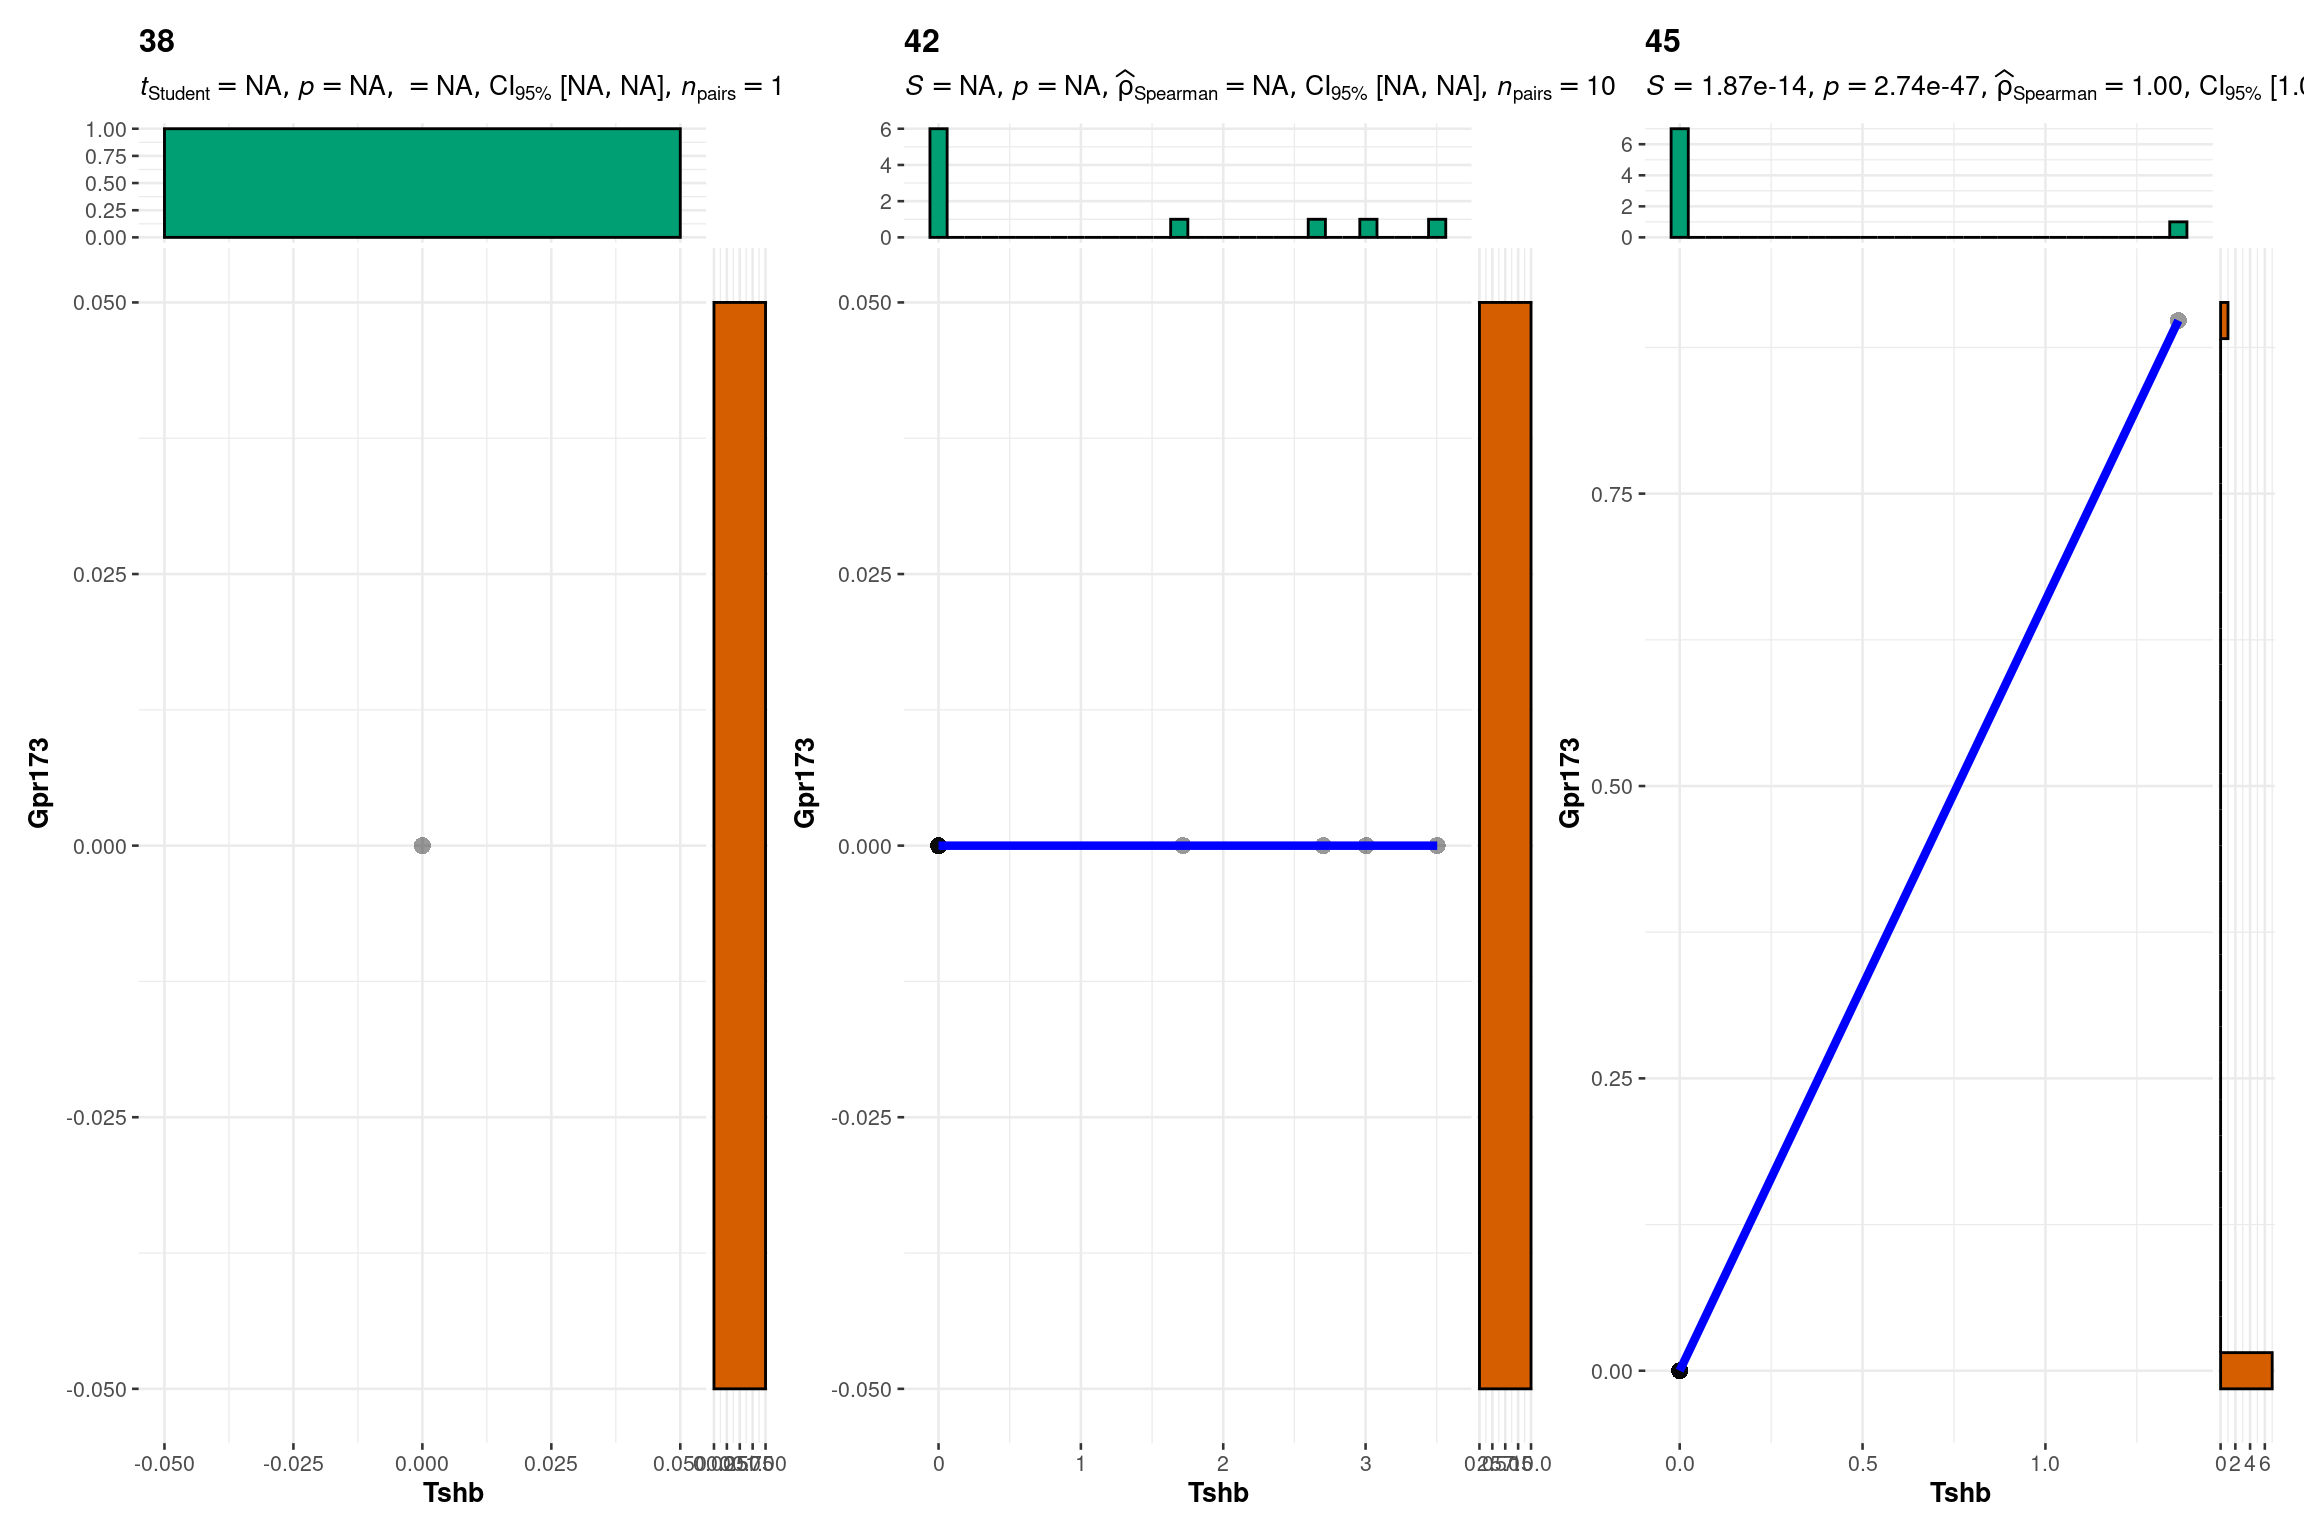 38
t Student = NA, p = NA, = NA, CI95% [NA, NA], n pairs = 1
1.00
0.75
0.50
0.25
0.00
0.050
0.025
0.000
-0.025
-0.050
Gpr173
-0.050 -0.025 0.000 0.025
Tshb
42
S = NA, p = NA, ρ̂ Spearman = NA, CI95% [NA, NA], n pairs = 10
6
4
2
0
0.050
0.025
0.000
-0.025
-0.050
Gpr173
0 1 2 3
Tshb
45
S = 1.87e-14, p = 2.74e-47, ρ̂ Spearman = 1.00, CI95% [1.0
6
4
2
0
0.75
0.50
0.25
0.00
Gpr173
0.0 0.5 1.0 0 2 4 6
Tshb